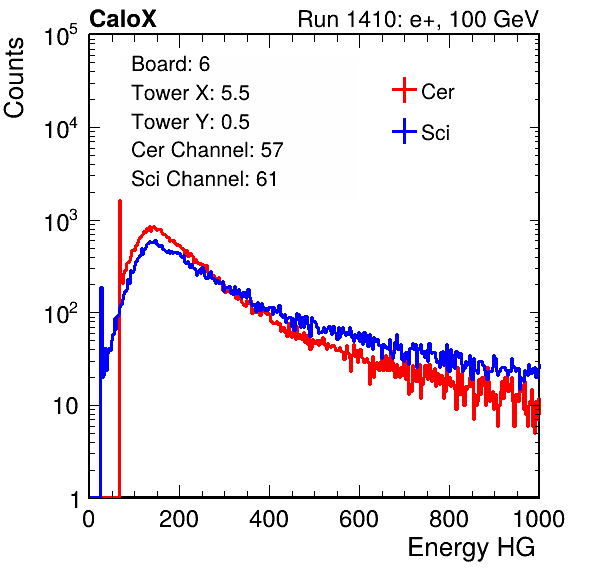 CaloX Run 1410: e+, 100 GeV
Board: 6
Tower X: 5.5
Tower Y: 0.5
Cer Channel: 57
Sci Channel: 61
Cer
Sci
Counts
10^5
10^4
10^3
10^2
10
1
0 200 400 600 800 1000
Energy HG